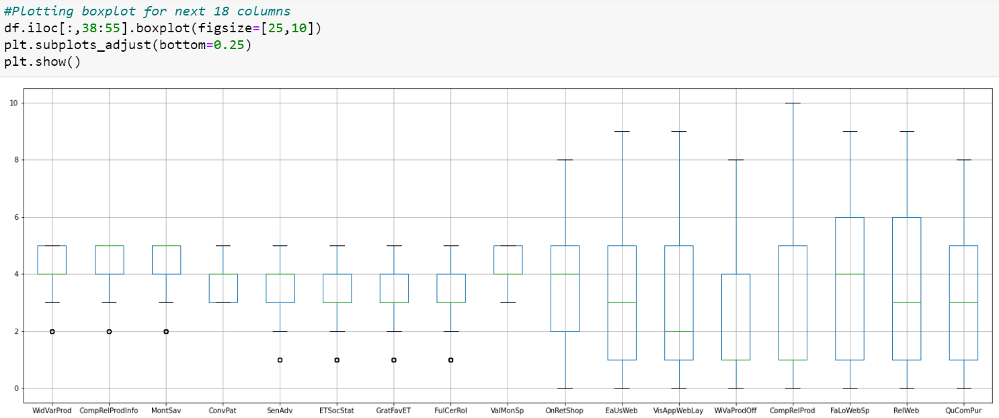 #Plotting boxplot for next 18 columns
df.iloc[:,38:55].boxplot(figsize=[25,10])
plt.subplots_adjust(bottom=0.25)
plt.show()
10
8
6
4
2
0
WidVarProd CompRelProdInfo MontSav ConvPat SenAdv ETSocStat GratFavET FulCerRol ValMonSp OnRetShop EaUsWeb VisAppWebLay WiVaProdOff CompRelProd FaLoWebSp RelWeb QuComPur